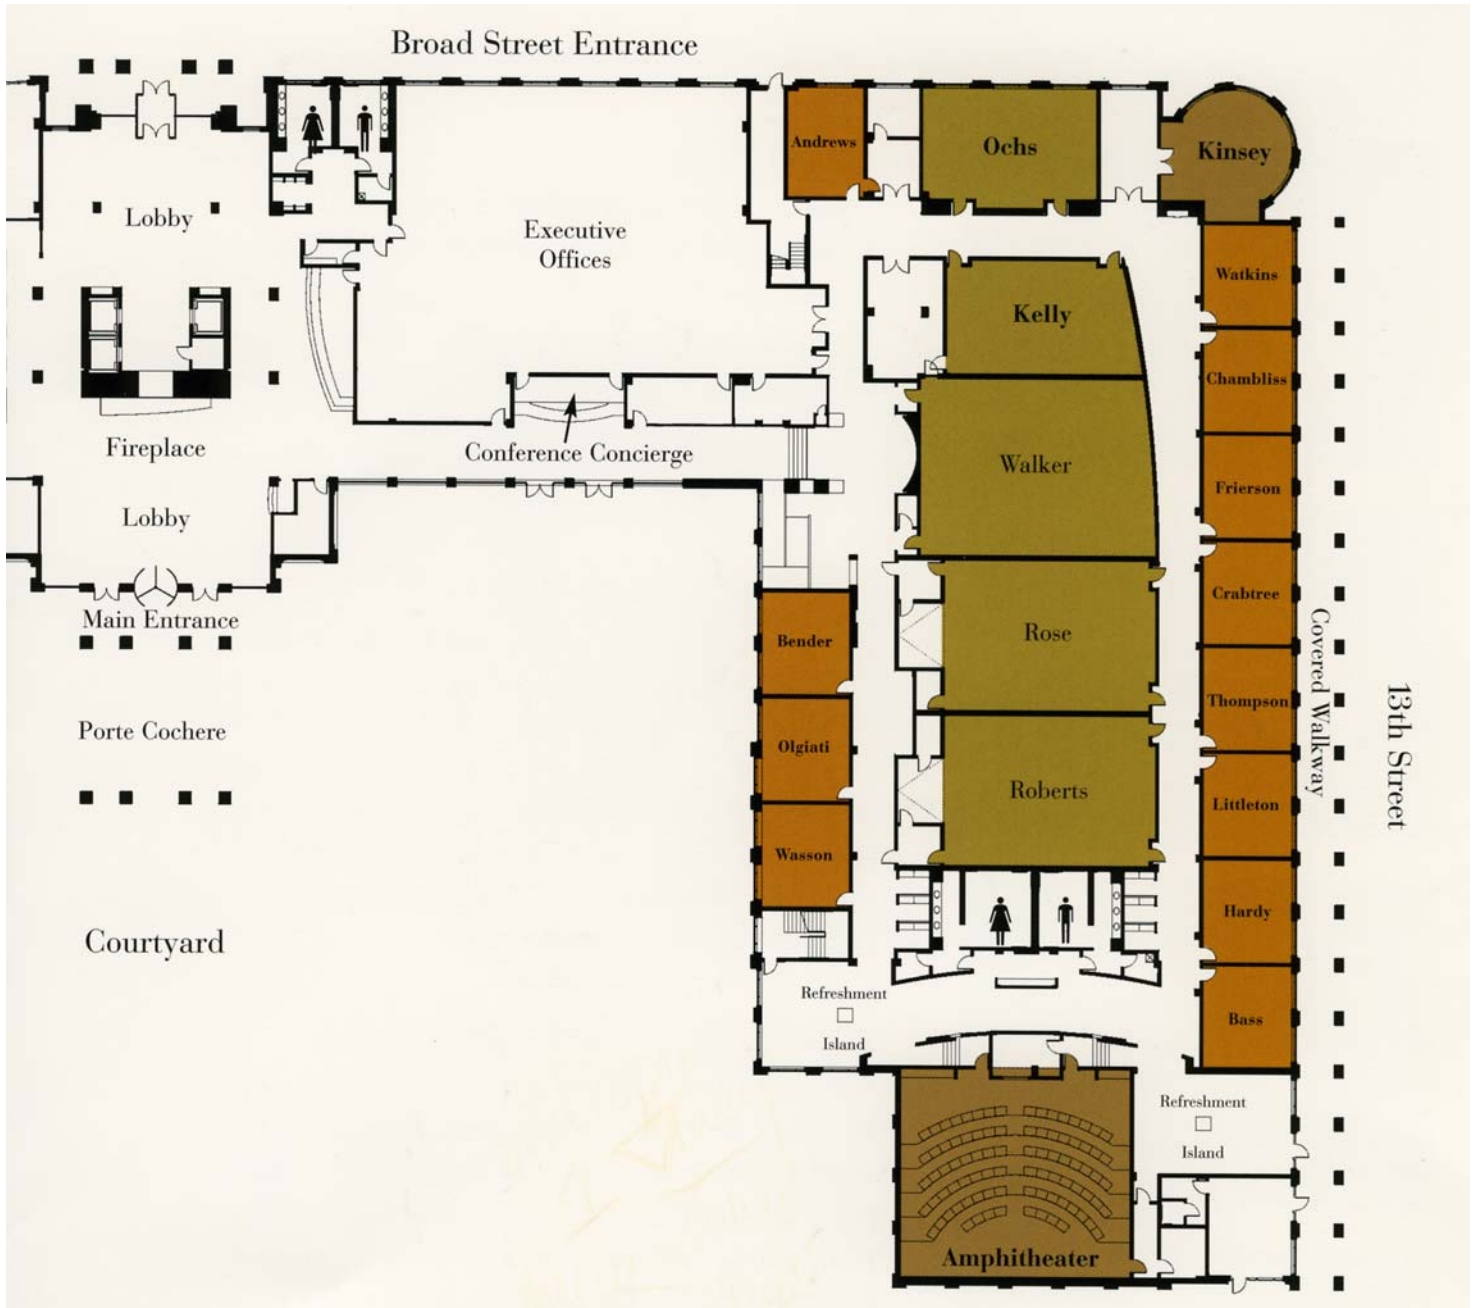 Broad Street Entrance
Andrews
Ochs
Kinsey
Lobby
Executive
Offices
Watkins
Kelly
Chambliss
Fireplace
Conference Concierge
Walker
Frierson
Lobby
Crabtree
Main Entrance
Bender
Rose
Covered Walkway
13th Street
Thompson
Porte Cochere
Olgiati
Roberts
Littleton
Wasson
Hardy
Courtyard
Refreshment
Island
Bass
Refreshment
Island
Amphitheater